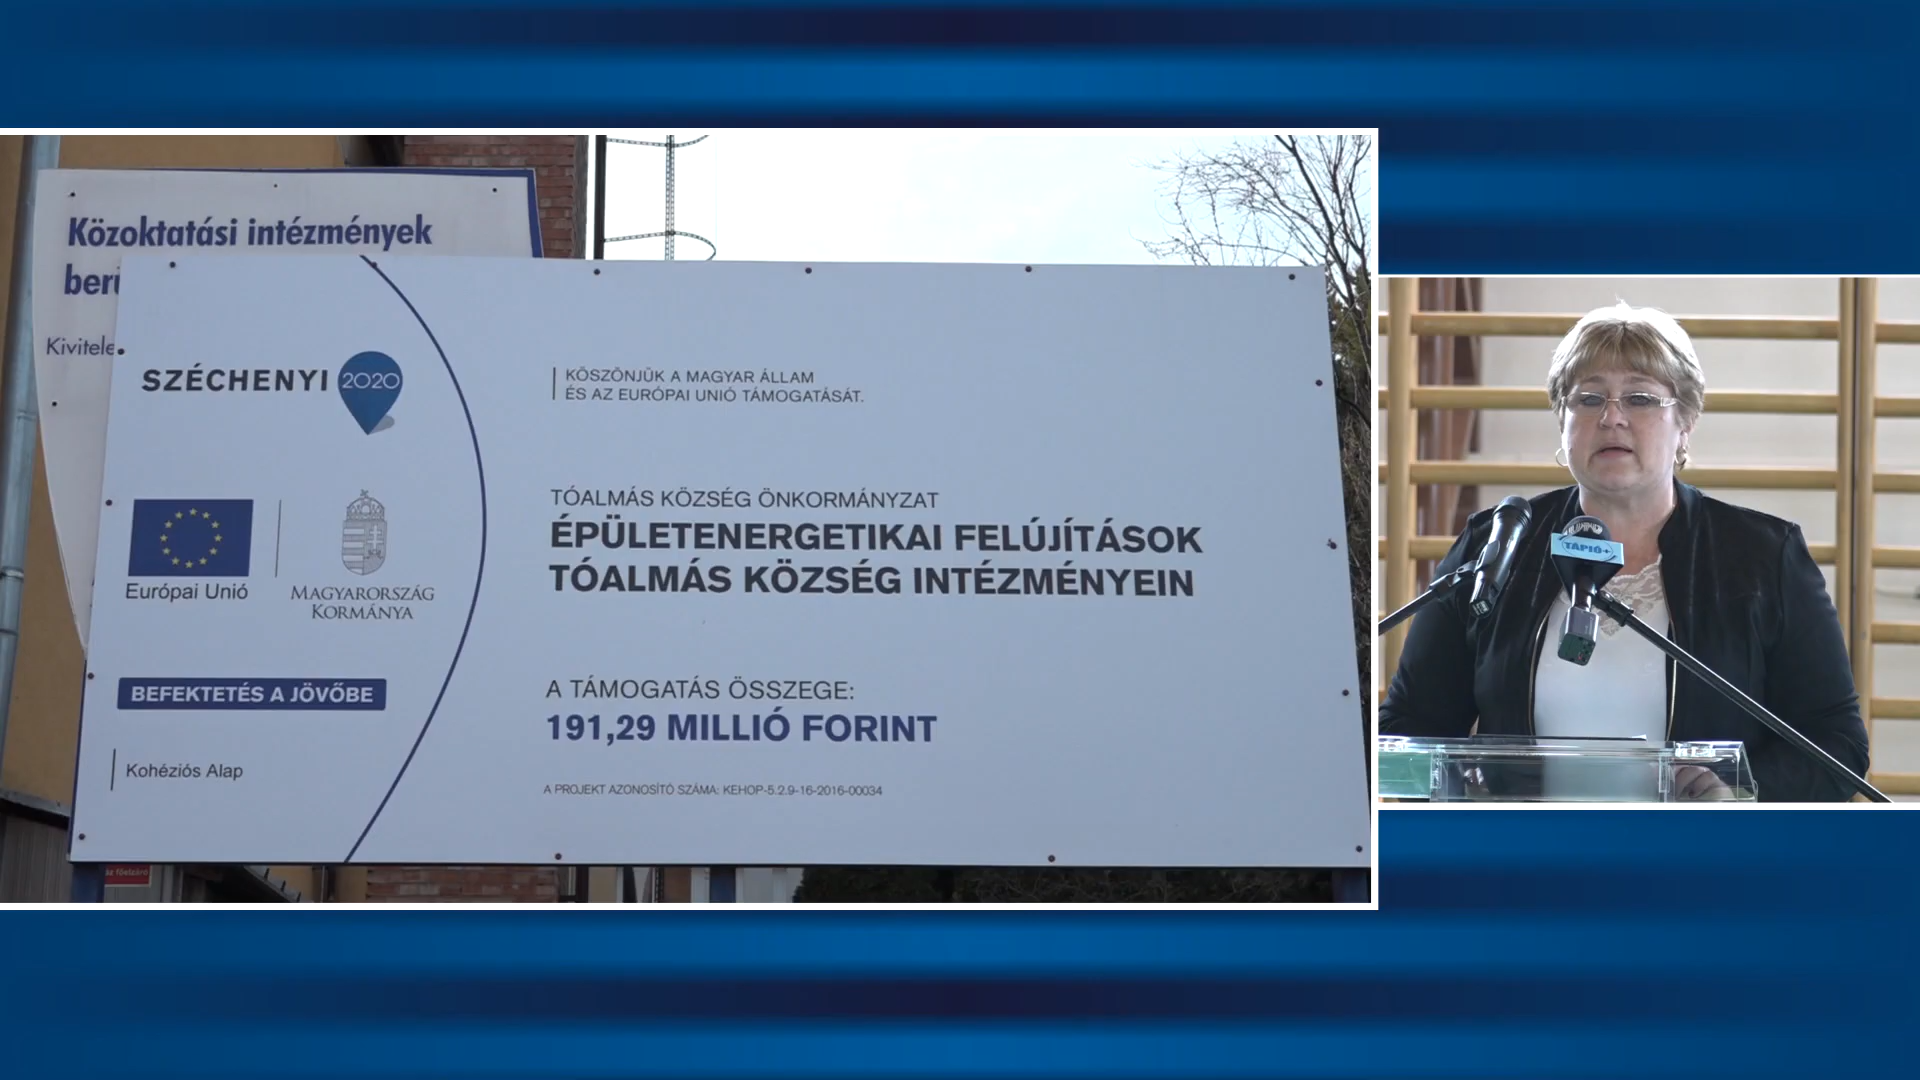 Közoktatási intézmények
Kivitele
SZÉCHENYI 2020
KÖSZÖNJÜK A MAGYAR ÁLLAM
ÉS AZ EURÓPAI UNIÓ TÁMOGATÁSÁT.
Európai Unió
MAGYARORSZÁG
KORMÁNYA
TÓALMÁS KÖZSÉG ÖNKORMÁNYZAT
ÉPÜLETENERGETIKAI FELÚJÍTÁSOK
TÓALMÁS KÖZSÉG INTÉZMÉNYEIN
BEFEKTETÉS A JÖVŐBE
Kohéziós Alap
A TÁMOGATÁS ÖSSZEGE:
191,29 MILLIÓ FORINT
A PROJEKT AZONOSÍTÓ SZÁMA: KEHOP-5.2.9-16-2016-00034
TÁPIÓ+